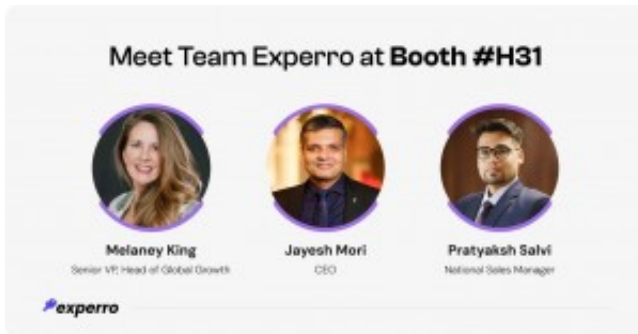 Meet Team Experro at Booth #H31
Melaney King
Jayesh Mori
Pratyaksh Salvi
Senior VP, Head of Global Growth
CEO
National Sales Manager
experro